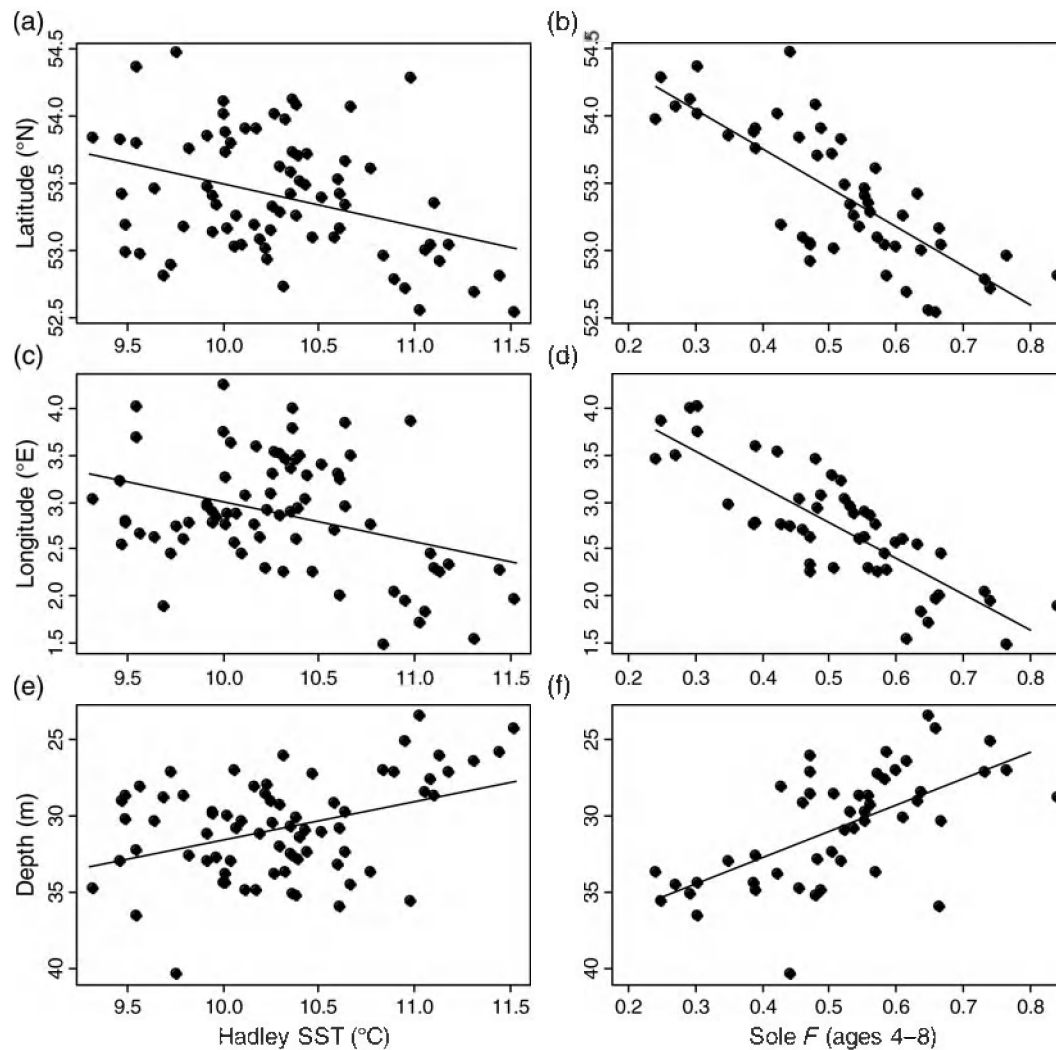 (a) (b)
Latitude (°N)
54.5
54.0
53.5
53.0
52.5
9.5 10.0 10.5 11.0 11.5
54.5
54.0
53.5
53.0
52.5
0.2 0.3 0.4 0.5 0.6 0.7 0.8
(c) (d)
Longitude (°E)
4.0
3.5
3.0
2.5
2.0
1.5
9.5 10.0 10.5 11.0 11.5
4.0
3.5
3.0
2.5
2.0
1.5
0.2 0.3 0.4 0.5 0.6 0.7 0.8
(e) (f)
Depth (m)
25
30
35
40
9.5 10.0 10.5 11.0 11.5
Hadley SST (°C)
25
30
35
40
0.2 0.3 0.4 0.5 0.6 0.7 0.8
Sole F (ages 4–8)